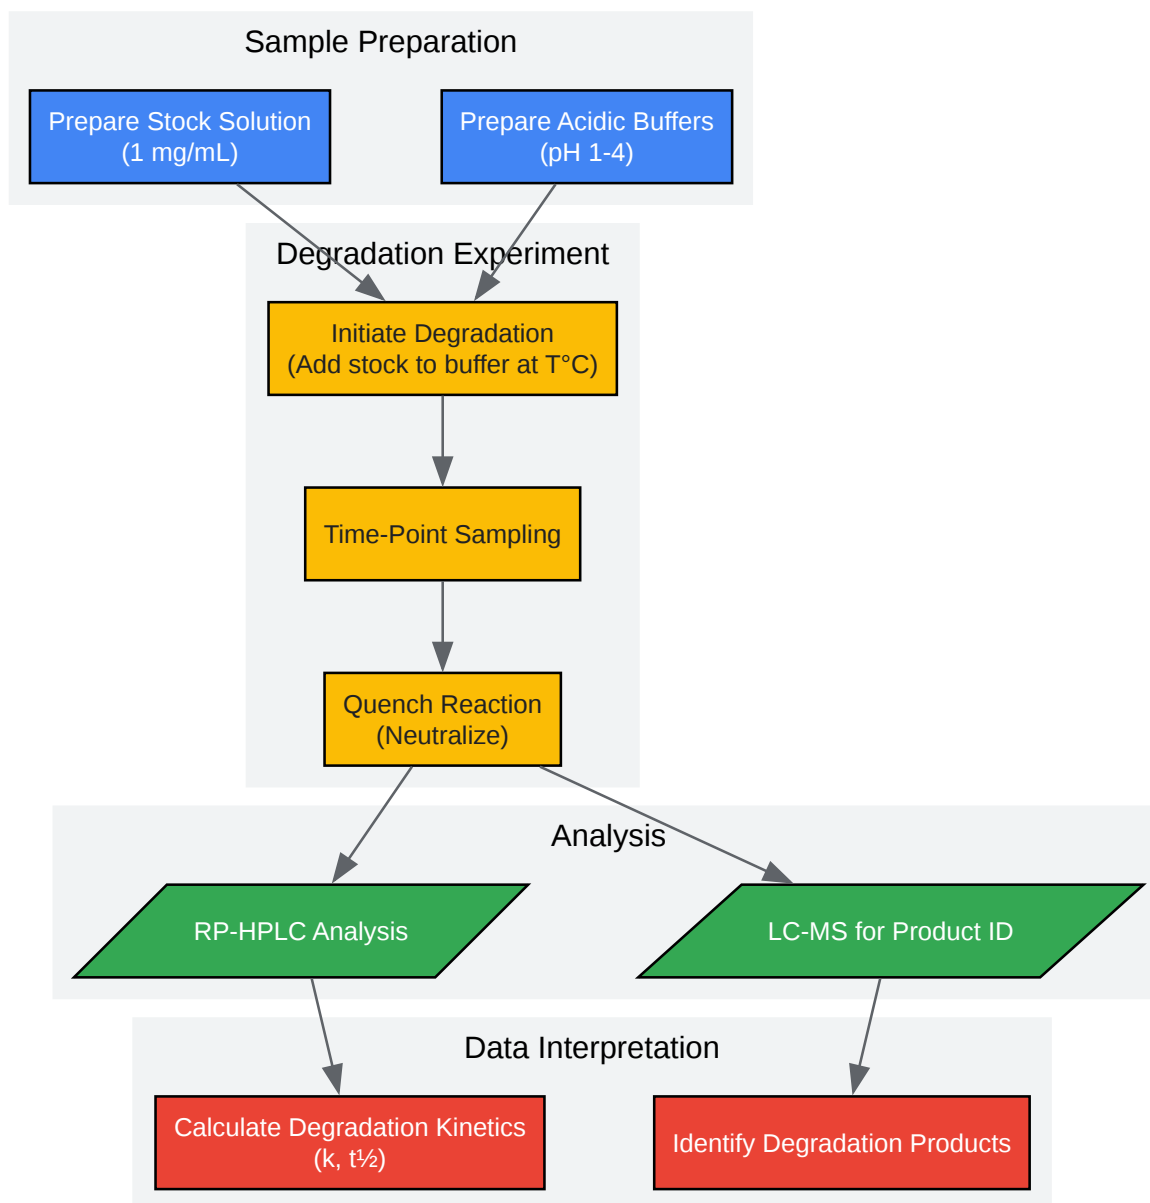 Sample Preparation
Prepare Stock Solution
(1 mg/mL)
Prepare Acidic Buffers
(pH 1-4)
Degradation Experiment
Initiate Degradation
(Add stock to buffer at T°C)
Time-Point Sampling
Quench Reaction
(Neutralize)
Analysis
RP-HPLC Analysis
LC-MS for Product ID
Data Interpretation
Calculate Degradation Kinetics
(k, t½)
Identify Degradation Products